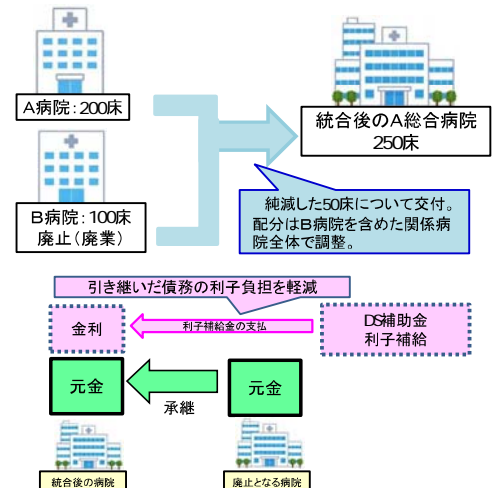 A病院：200床
B病院：100床
廃止（廃業）
統合後のA総合病院
250床
純減した50床について交付。
配分はB病院を含めた関係病
院全体で調整。
引き継いだ債務の利子負担を軽減
金利
利子補給金の支払
DS補助金
利子補給
元金
承継
元金
統合後の病院
廃止となる病院